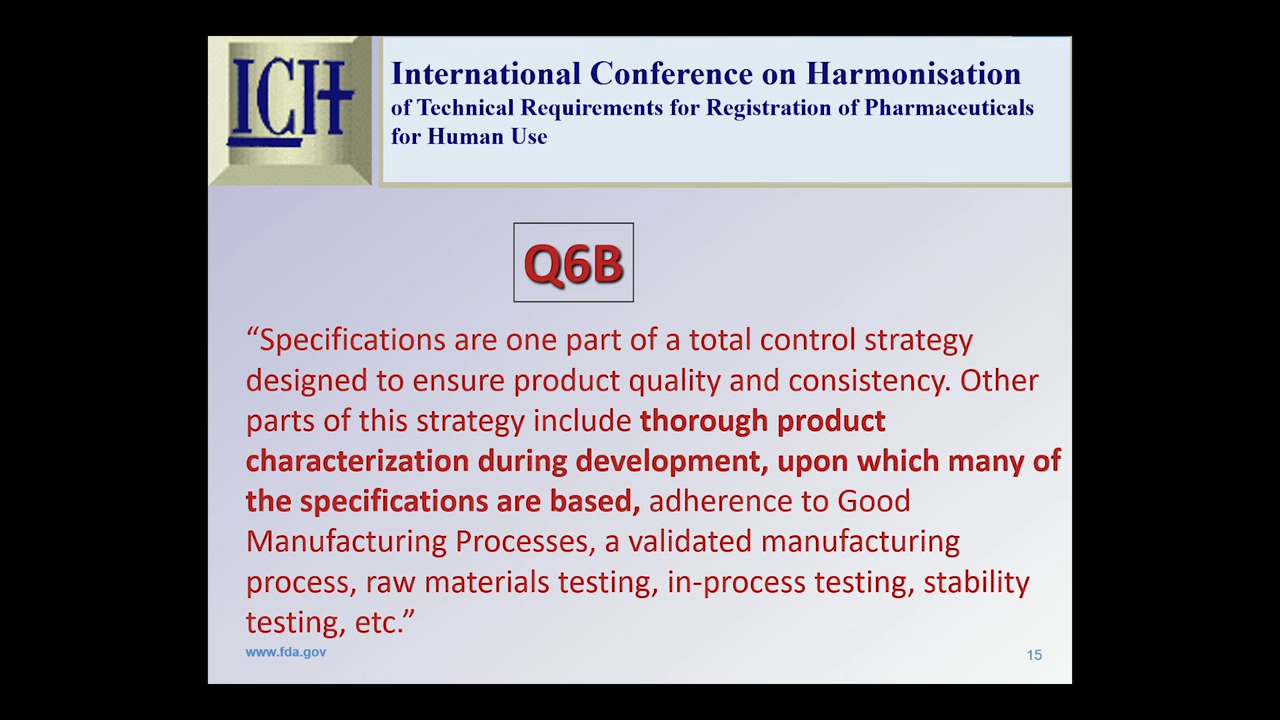 ICH
International Conference on Harmonisation
of Technical Requirements for Registration of Pharmaceuticals
for Human Use
Q6B
“Specifications are one part of a total control strategy
designed to ensure product quality and consistency. Other
parts of this strategy include thorough product
characterization during development, upon which many of
the specifications are based, adherence to Good
Manufacturing Processes, a validated manufacturing
process, raw materials testing, in-process testing, stability
testing, etc.”
www.fda.gov
15